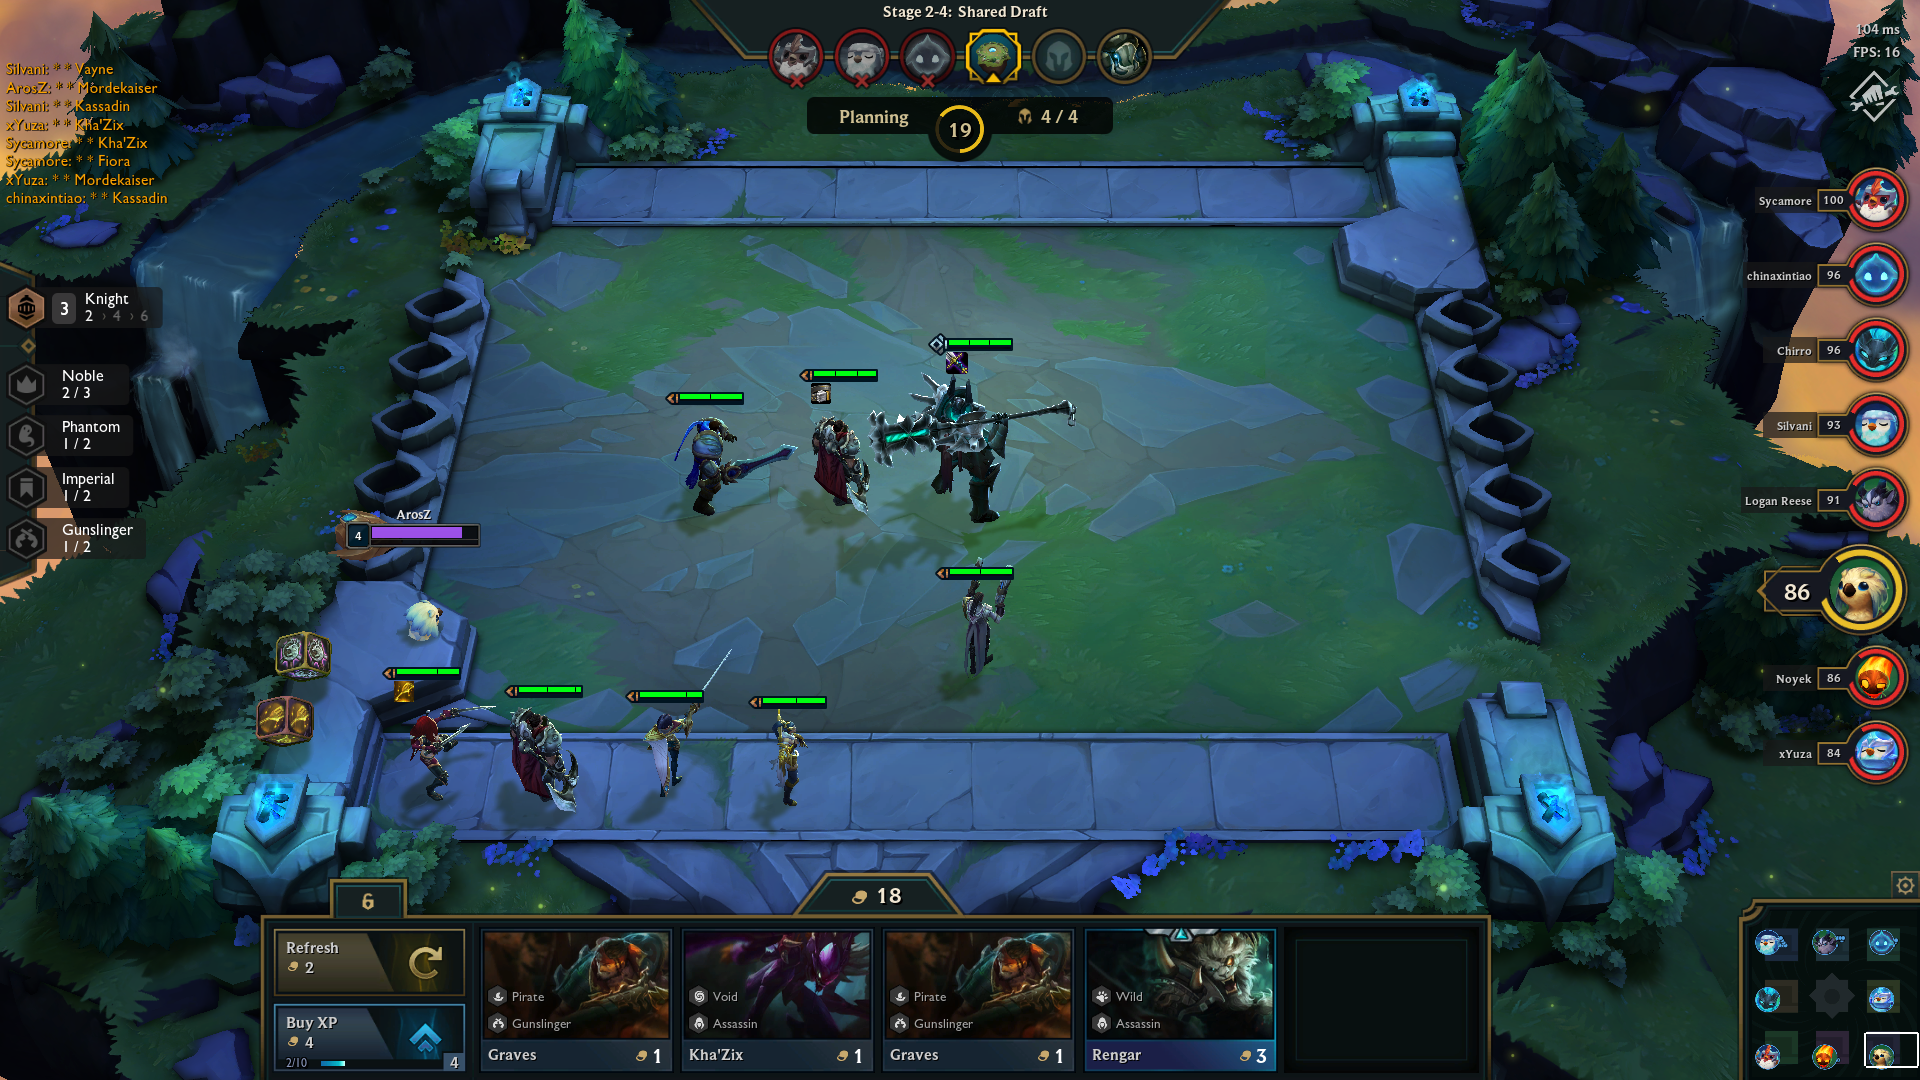 Stage 2-4: Shared Draft
Planning
19
4 / 4
104 ms
FPS: 16
Silvani: * * Vayne
ArosZ: * * Mordekaiser
Silvani: * * Kassadin
xYuza: * * Kha'Zix
Sycamore: * * Kha'Zix
Sycamore: * * Fiora
xYuza: * * Mordekaiser
chinaxintiao: * * Kassadin
3
Knight
2 › 4 › 6
Noble
2 / 3
Phantom
1 / 2
Imperial
1 / 2
Gunslinger
1 / 2
ArosZ
4
Sycamore 100
chinaxintiao 96
Chirro 96
Silvani 93
Logan Reese 91
86
Noyek 86
xYuza 84
6
18
Refresh
2
Buy XP
4
2/10
4
Pirate
Gunslinger
Graves 1
Void
Assassin
Kha'Zix 1
Pirate
Gunslinger
Graves 1
Wild
Assassin
Rengar 3